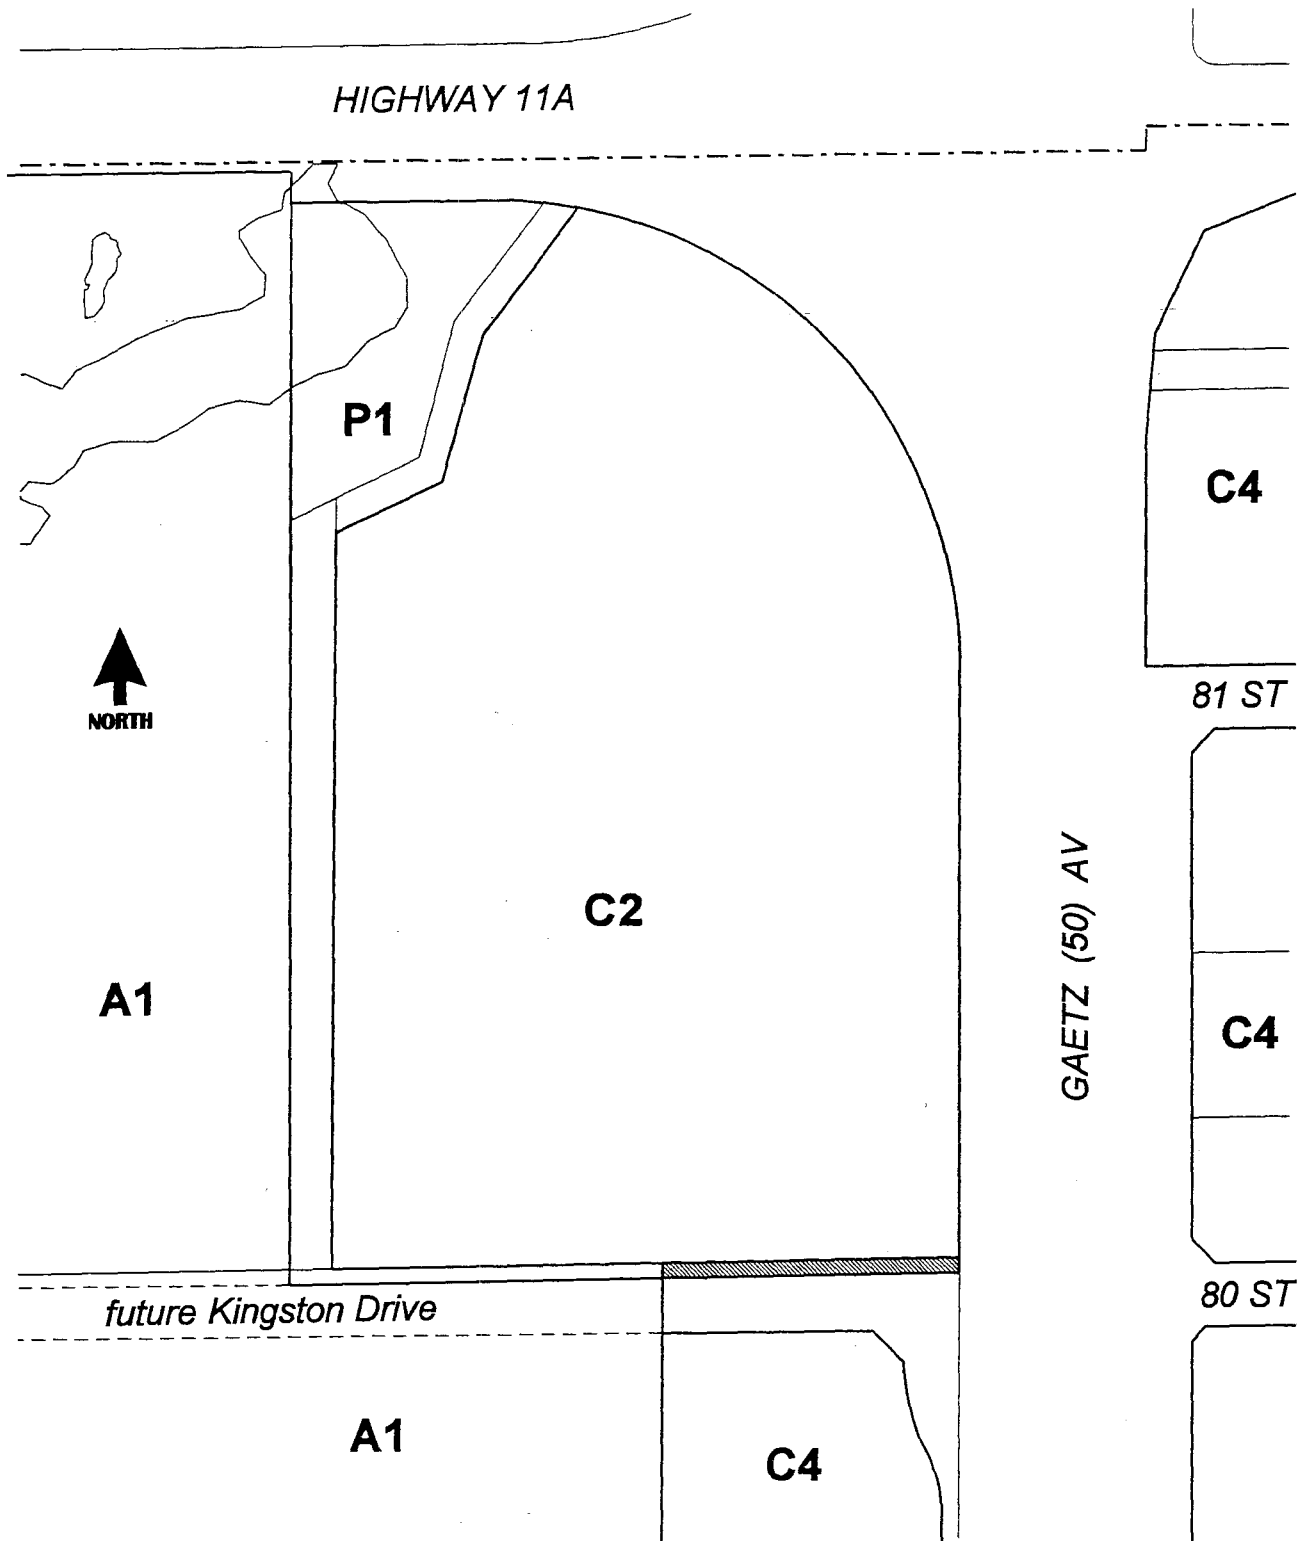 HIGHWAY 11A
P1
C4
NORTH
81 ST
C2
GAETZ (50) AV
A1
C4
future Kingston Drive
80 ST
A1
C4